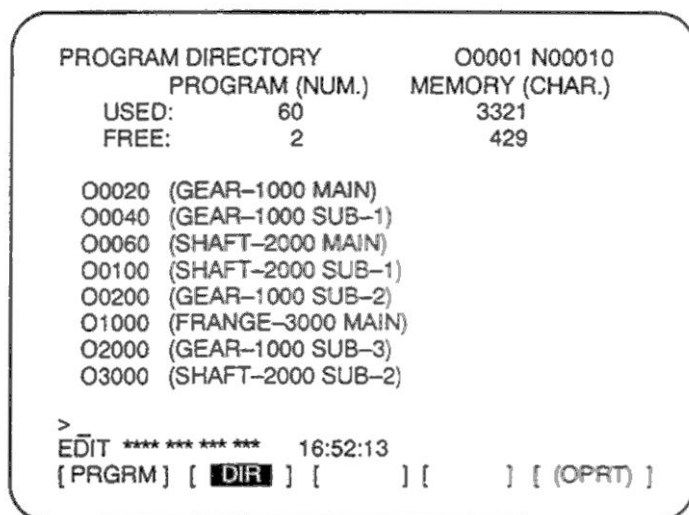 PROGRAM DIRECTORY O0001 N00010
PROGRAM (NUM.) MEMORY (CHAR.)
USED: 60 3321
FREE: 2 429
O0020 (GEAR–1000 MAIN)
O0040 (GEAR–1000 SUB–1)
O0060 (SHAFT–2000 MAIN)
O0100 (SHAFT–2000 SUB–1)
O0200 (GEAR–1000 SUB–2)
O1000 (FRANGE–3000 MAIN)
O2000 (GEAR–1000 SUB–3)
O3000 (SHAFT–2000 SUB–2)
>_
EDIT **** *** *** *** 16:52:13
[ PRGRM ] [ DIR ] [ ] [ ] [ (OPRT) ]